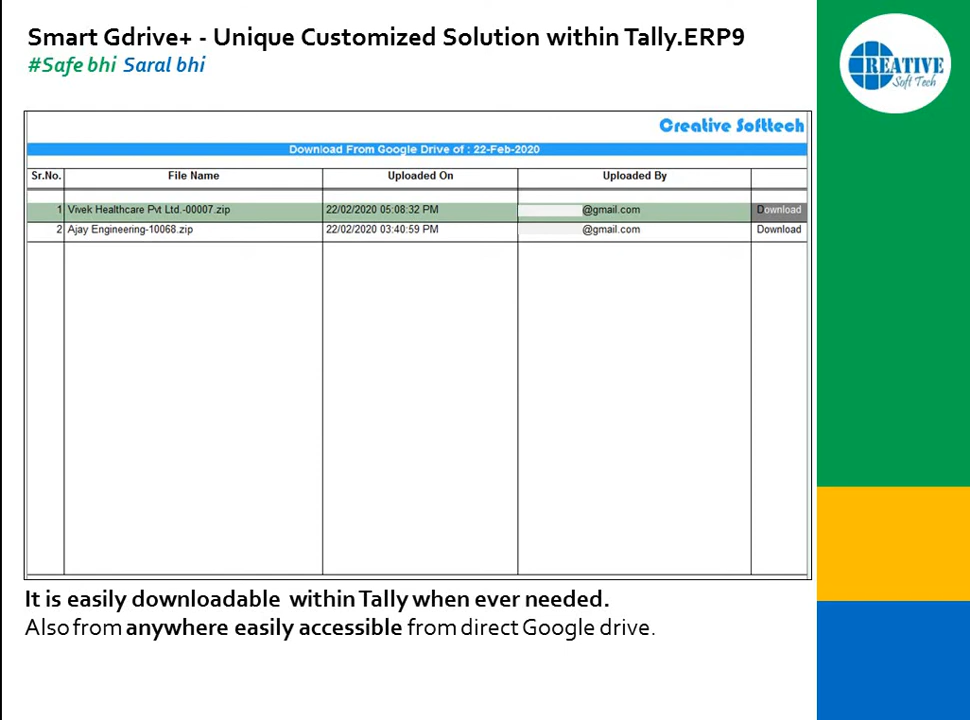 Smart Gdrive+ - Unique Customized Solution within Tally.ERP9
#Safe bhi Saral bhi
CREATIVE
Soft Tech
Creative Softtech
Download From Google Drive of : 22-Feb-2020
Sr.No. File Name Uploaded On Uploaded By
1 Vivek Healthcare Pvt Ltd.-00007.zip 22/02/2020 05:08:32 PM @gmail.com Download
2 Ajay Engineering-10068.zip 22/02/2020 03:40:59 PM @gmail.com Download
It is easily downloadable within Tally when ever needed.
Also from anywhere easily accessible from direct Google drive.